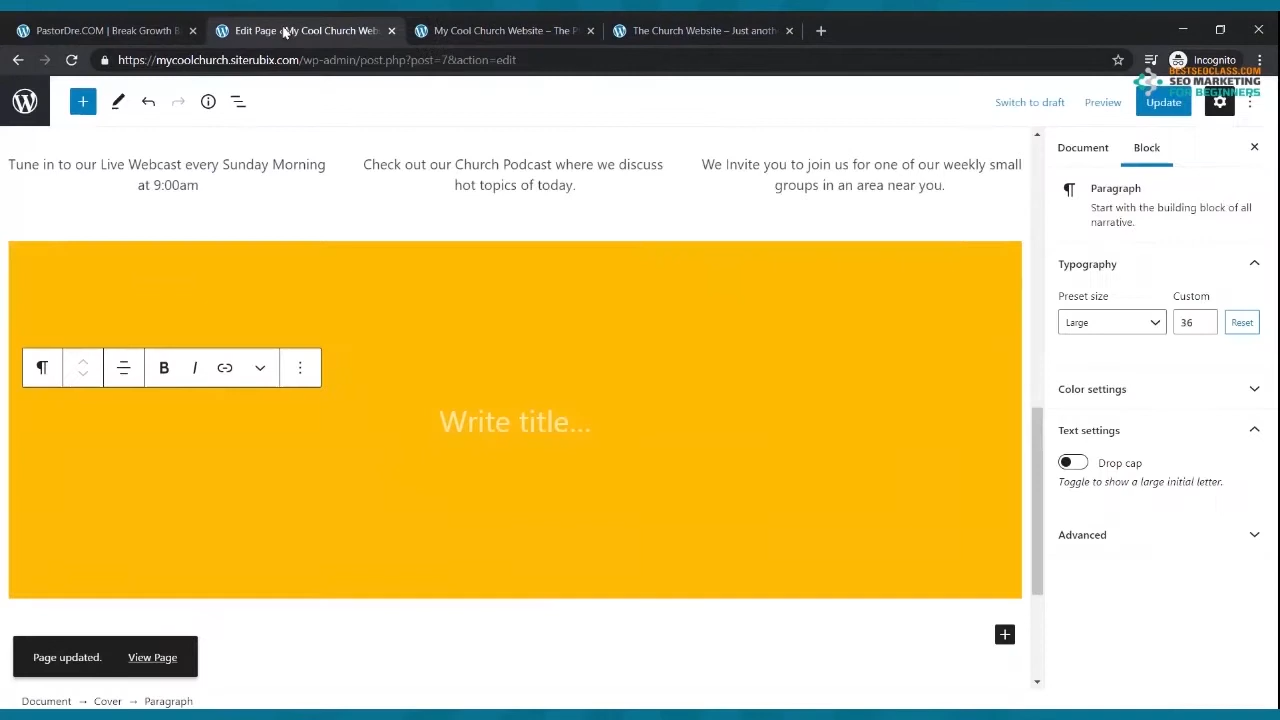 PastorDre.COM | Break Growth B
Edit Page ‹ My Cool Church Web
My Cool Church Website – The P
The Church Website – Just anoth
https://mycoolchurch.siterubix.com/wp-admin/post.php?post=7&action=edit
Incognito
BESTSEOCLASS.COM
SEO MARKETING
FOR BEGINNERS
Switch to draft
Preview
Update
Tune in to our Live Webcast every Sunday Morning
at 9:00am
Check out our Church Podcast where we discuss
hot topics of today.
We Invite you to join us for one of our weekly small
groups in an area near you.
Write title...
B I
Page updated. View Page
Document → Cover → Paragraph
Document
Block
Paragraph
Start with the building block of all
narrative.
Typography
Preset size
Custom
Large
36
Reset
Color settings
Text settings
Drop cap
Toggle to show a large initial letter.
Advanced